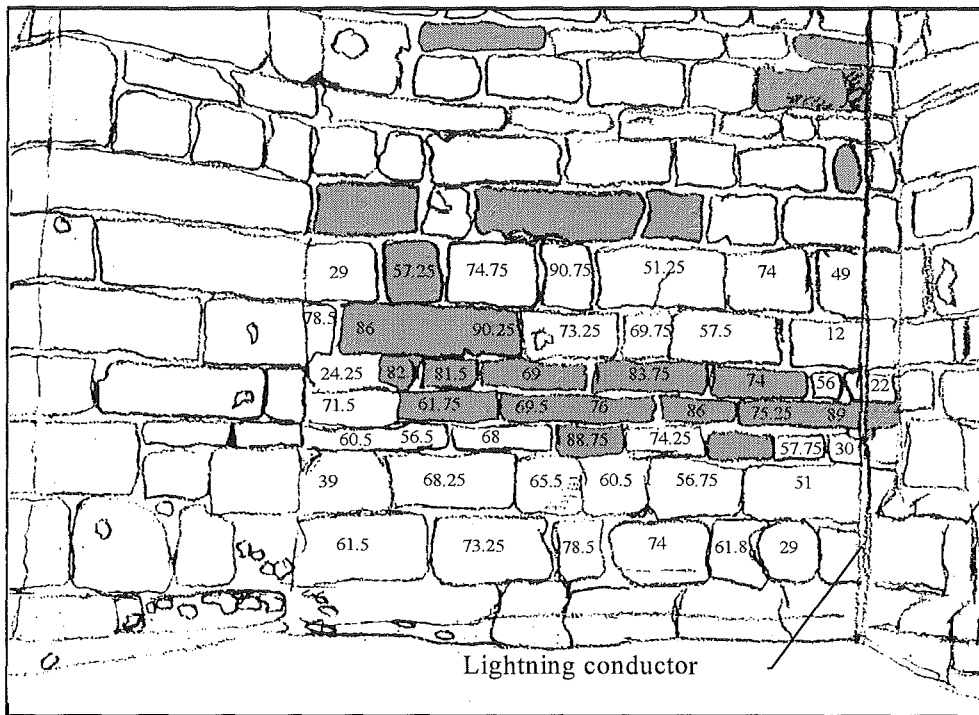 29 57.25 74.75 90.75 51.25 74 49
78.5 86 90.25 73.25 69.75 57.5 12
24.25 82 81.5 69 83.75 74 56 22
71.5 61.75 69.5 76 86 75.25 89
60.5 56.5 68 88.75 74.25 57.75 30
39 68.25 65.5 60.5 56.75 51
61.5 73.25 78.5 74 61.8 29
Lightning conductor